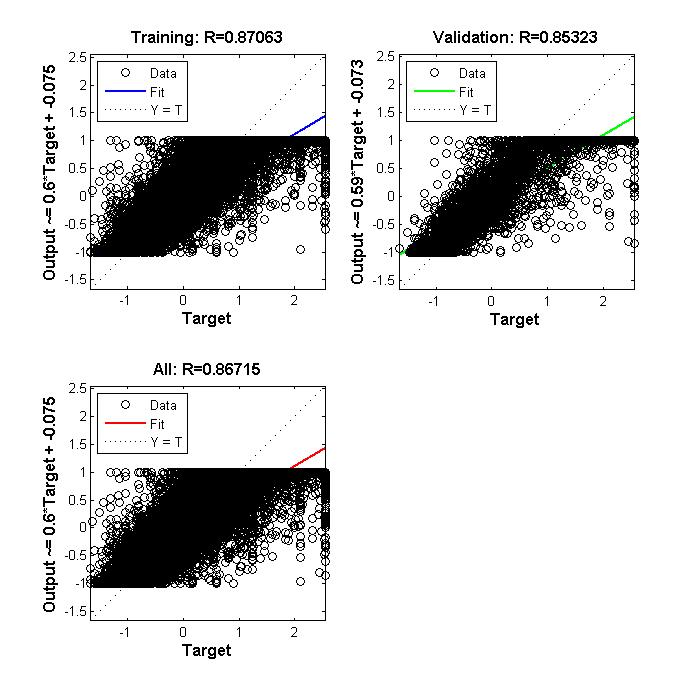 Training: R=0.87063
Output ~= 0.6*Target + -0.075
Data
Fit
Y = T
2.5
2
1.5
1
0.5
0
-0.5
-1
-1.5
-1
0
1
2
Target
Validation: R=0.85323
Output ~= 0.59*Target + -0.073
Data
Fit
Y = T
2.5
2
1.5
1
0.5
0
-0.5
-1
-1.5
-1
0
1
2
Target
All: R=0.86715
Output ~= 0.6*Target + -0.075
Data
Fit
Y = T
2.5
2
1.5
1
0.5
0
-0.5
-1
-1.5
-1
0
1
2
Target